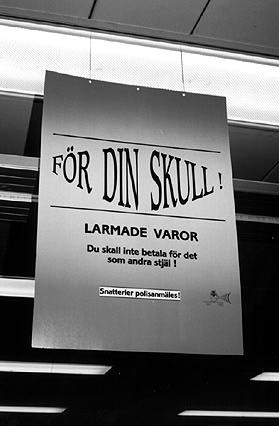 FÖR DIN SKULL !
LARMADE VAROR
Du skall inte betala för det
som andra stjäl !
Snatterier polisanmäles!